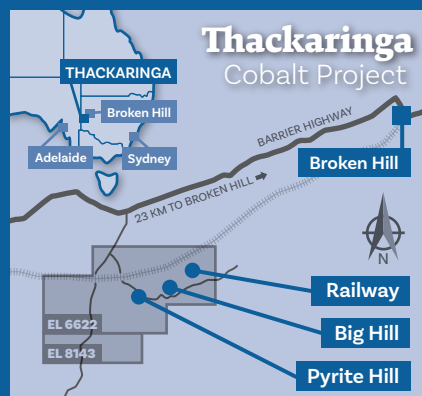 Thackaringa
Cobalt Project
THACKARINGA
Broken Hill
Adelaide
Sydney
BARRIER HIGHWAY
Broken Hill
23 KM TO BROKEN HILL
N
Railway
EL 6622
Big Hill
EL 8143
Pyrite Hill